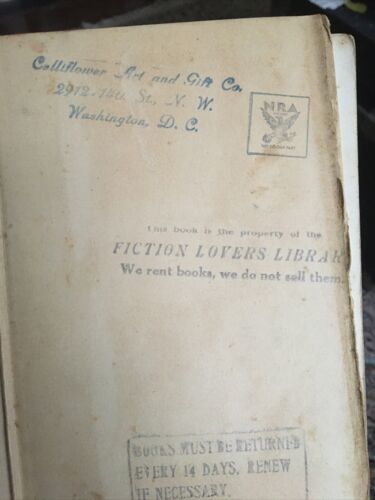 Colliflower Art and Gift Co.
2912 14th St., N. W.
Washington, D. C.
NRA
This book is the property of the
FICTION LOVERS LIBRAR
We rent books, we do not sell them.
BOOKS MUST BE RETURNED
EVERY 14 DAYS, RENEW
IF NECESSARY